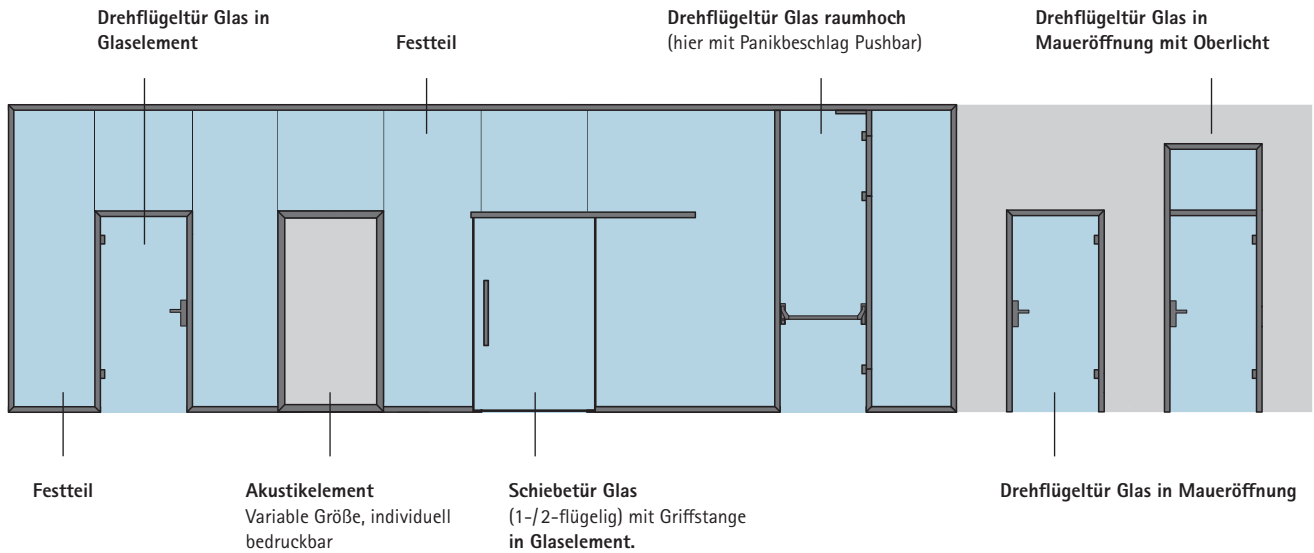 Drehflügeltür Glas in
Glaselement
Festteil
Drehflügeltür Glas raumhoch
(hier mit Panikbeschlag Pushbar)
Drehflügeltür Glas in
Maueröffnung mit Oberlicht
Festteil
Akustikelement
Variable Größe, individuell
bedruckbar
Schiebetür Glas
(1-/2-flügelig) mit Griffstange
in Glaselement.
Drehflügeltür Glas in Maueröffnung